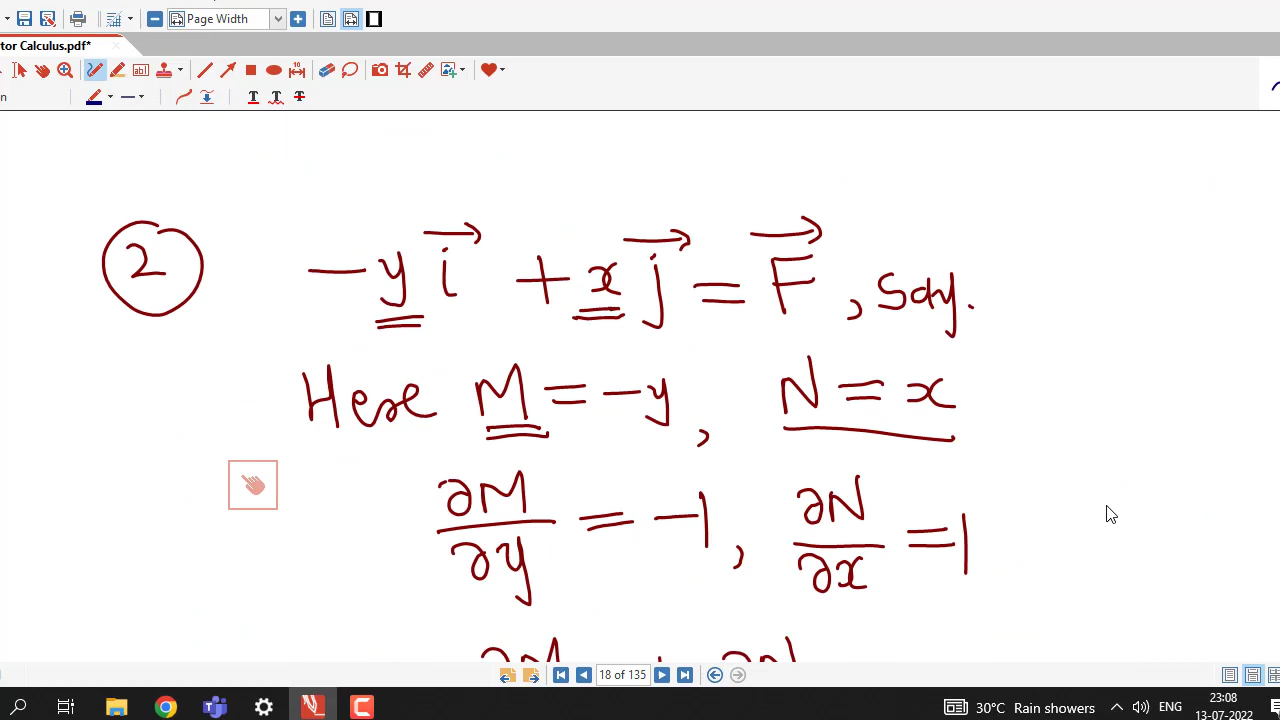 Page Width
tor Calculus.pdf*
10
T T T
n
② -y i⃗ + x j⃗ = F⃗, say.
Here M = -y, N = x
∂M/∂y = -1, ∂N/∂x = 1
18 of 135
30°C Rain showers ENG 23:08
13-07-2022